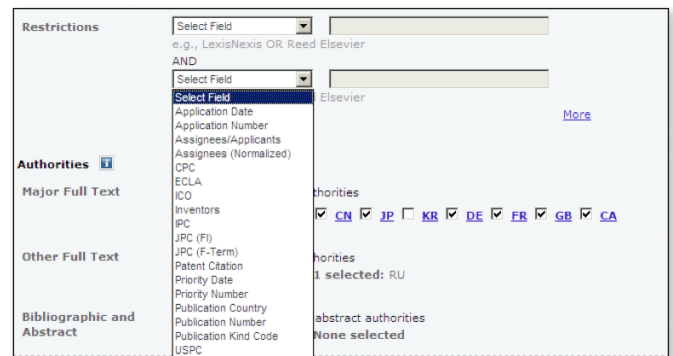 Restrictions
Select Field
e.g., LexisNexis OR Reed Elsevier
AND
Select Field
Select Field
Elsevier
Application Date
More
Application Number
Assignees/Applicants
Assignees (Normalized)
Authorities
CPC
ECLA
Major Full Text
ICO
thorities
Inventors
CN JP KR DE FR GB CA
IPC
JPC (FI)
JPC (F-Term)
Other Full Text
horities
Patent Citation
1 selected: RU
Priority Date
Priority Number
Publication Country
Bibliographic and Abstract
Publication Number
abstract authorities
Publication Kind Code
None selected
USPC